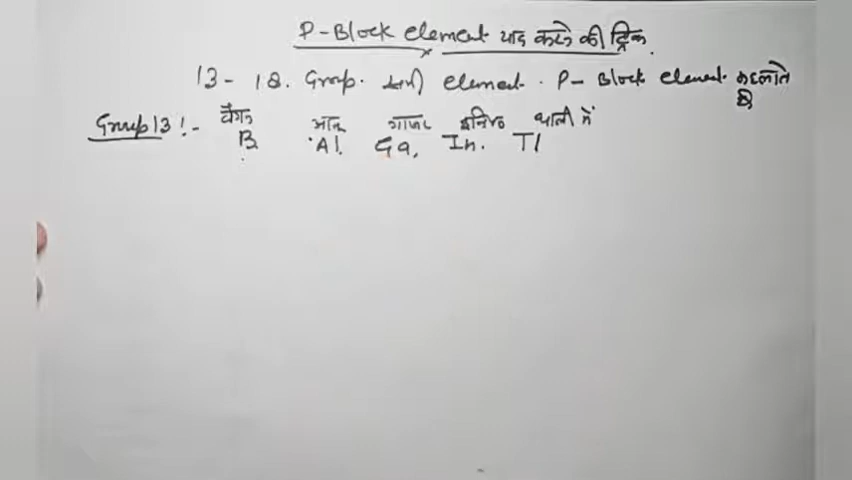 P-Block element याद करने की ट्रिक.
13 - 18. Group. सभी element. P- Block element कहलाते है
Group 13 :- बैंगन आलू गाजर थाली में
B Al. Ga, In. Tl